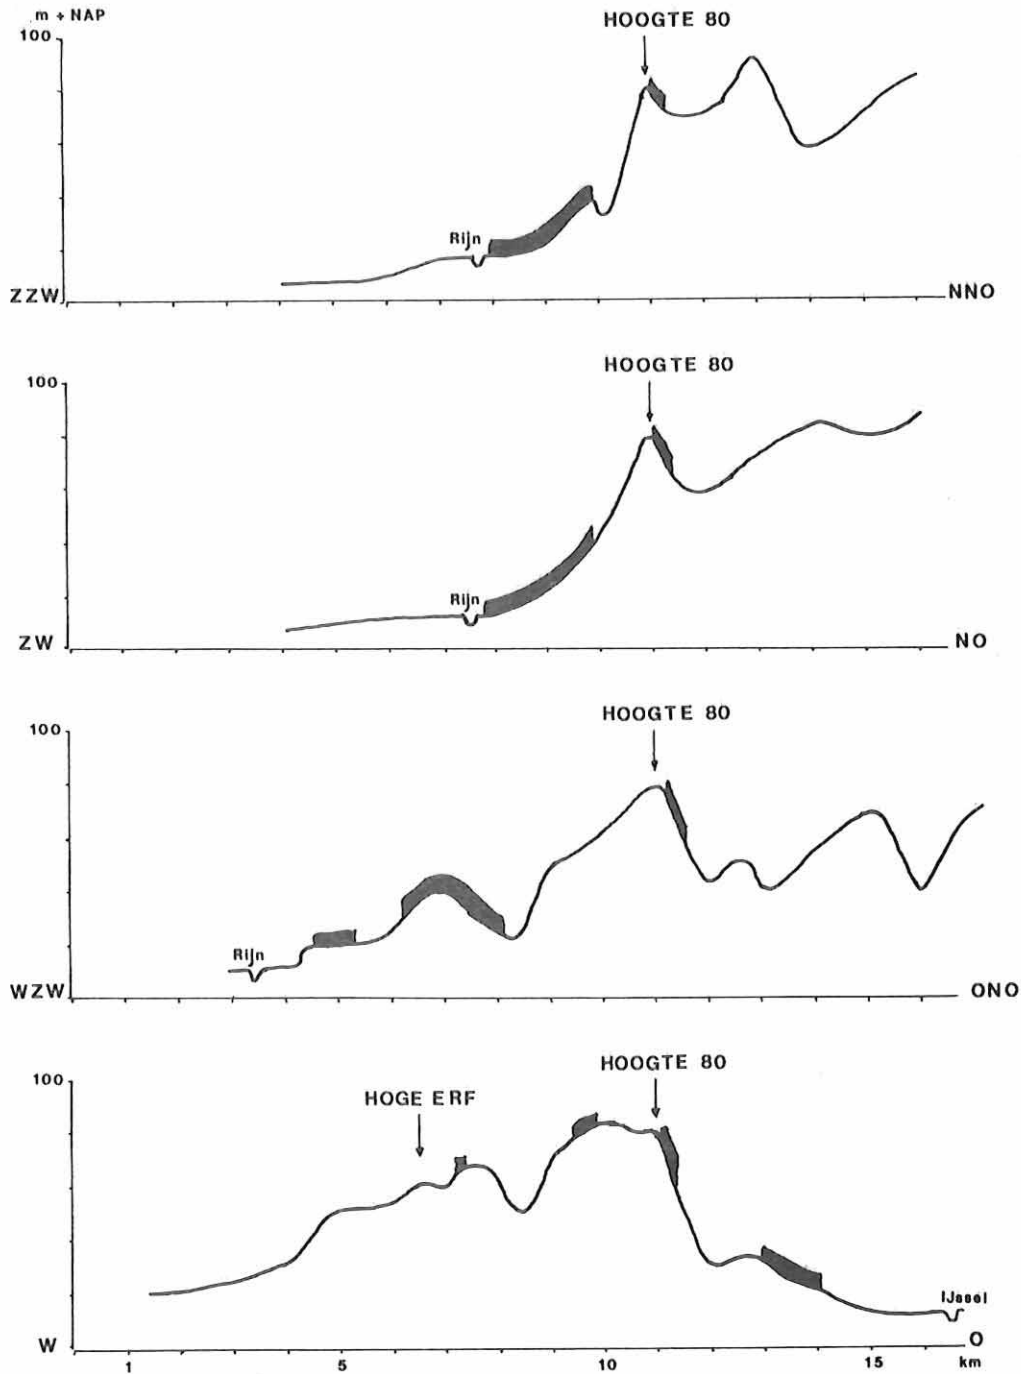 m + NAP
HOOGTE 80
100
Rijn
ZZW
NNO
HOOGTE 80
100
Rijn
ZW
NO
HOOGTE 80
100
Rijn
WZW
ONO
HOOGTE 80
100
HOGE ERF
IJssel
W
O
1 5 10 15 km